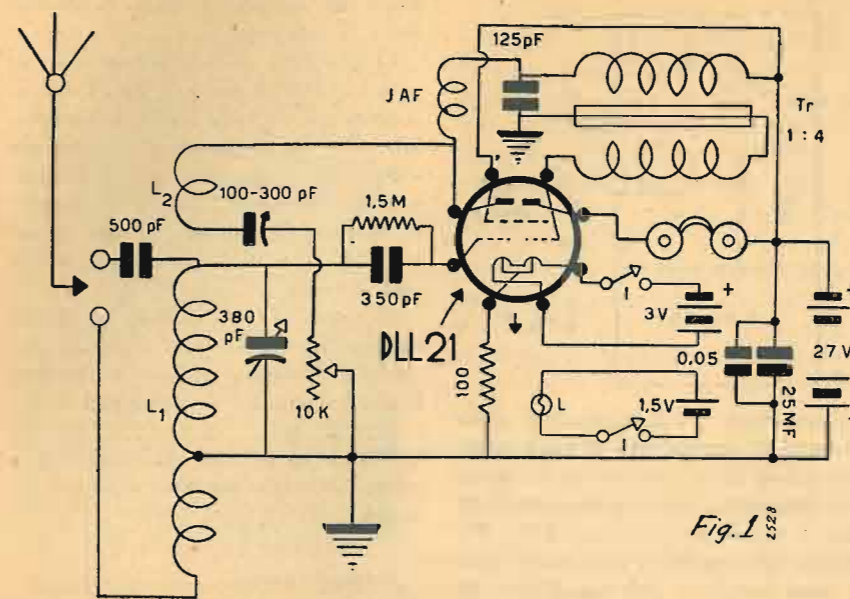 125pF
JAF
Tr
1 : 4
L2
100-300 pF
1,5M
500 pF
350pF
+
+
I
3V
380
pF
DLL21
0.05
27 V
100
L1
10K
L
1,5V
25MF
I
Fig.1
2528